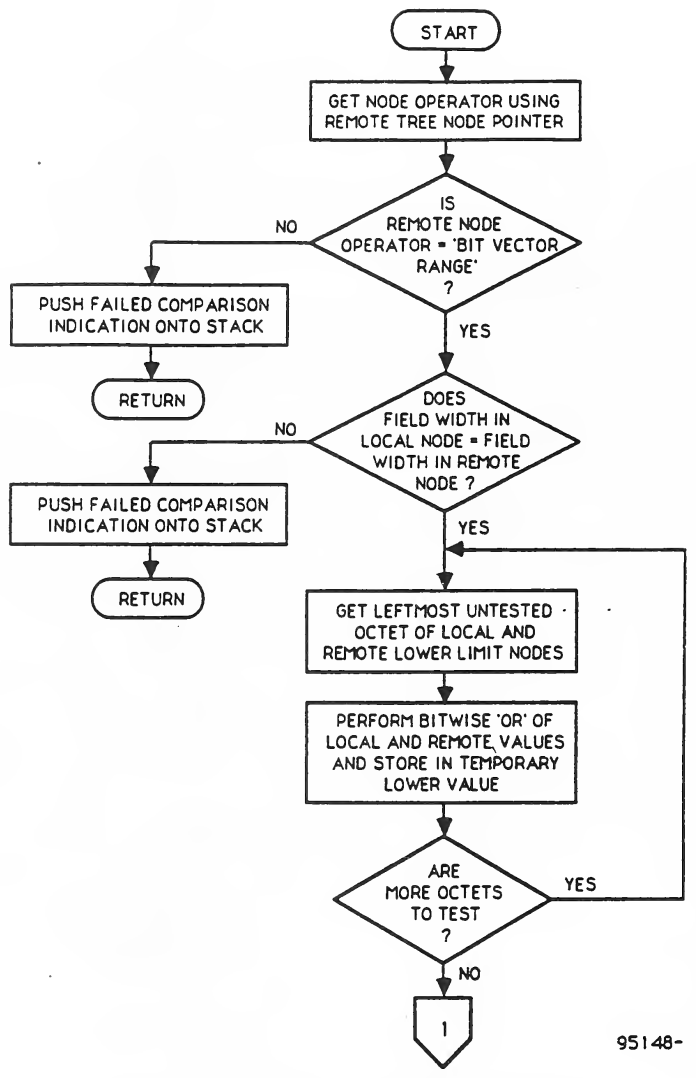 START
GET NODE OPERATOR USING
REMOTE TREE NODE POINTER
IS
REMOTE NODE
OPERATOR = 'BIT VECTOR
RANGE'
?
NO
PUSH FAILED COMPARISON
INDICATION ONTO STACK
RETURN
YES
DOES
FIELD WIDTH IN
LOCAL NODE = FIELD
WIDTH IN REMOTE
NODE ?
NO
PUSH FAILED COMPARISON
INDICATION ONTO STACK
RETURN
YES
GET LEFTMOST UNTESTED
OCTET OF LOCAL AND
REMOTE LOWER LIMIT NODES
PERFORM BITWISE 'OR' OF
LOCAL AND REMOTE VALUES
AND STORE IN TEMPORARY
LOWER VALUE
ARE
MORE OCTETS
TO TEST
?
YES
NO
1
95148-